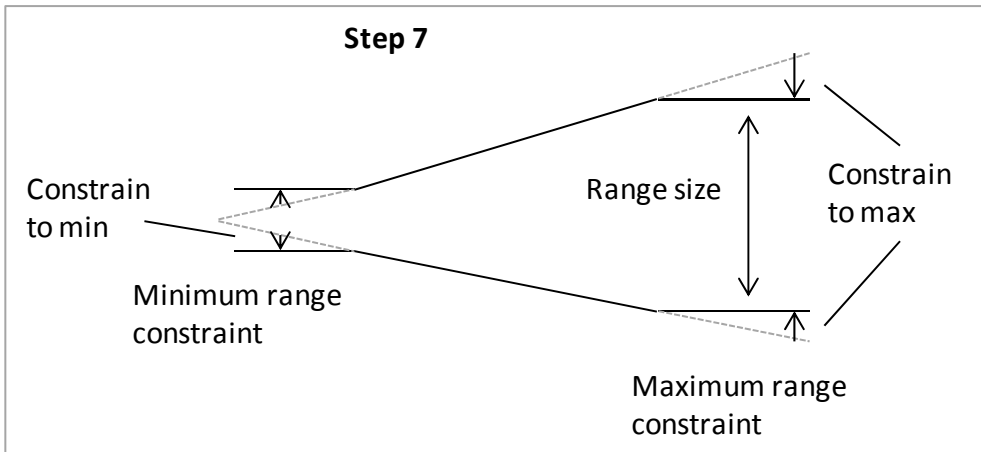 Step 7
Constrain
to min
Minimum range
constraint
Range size
Constrain
to max
Maximum range
constraint